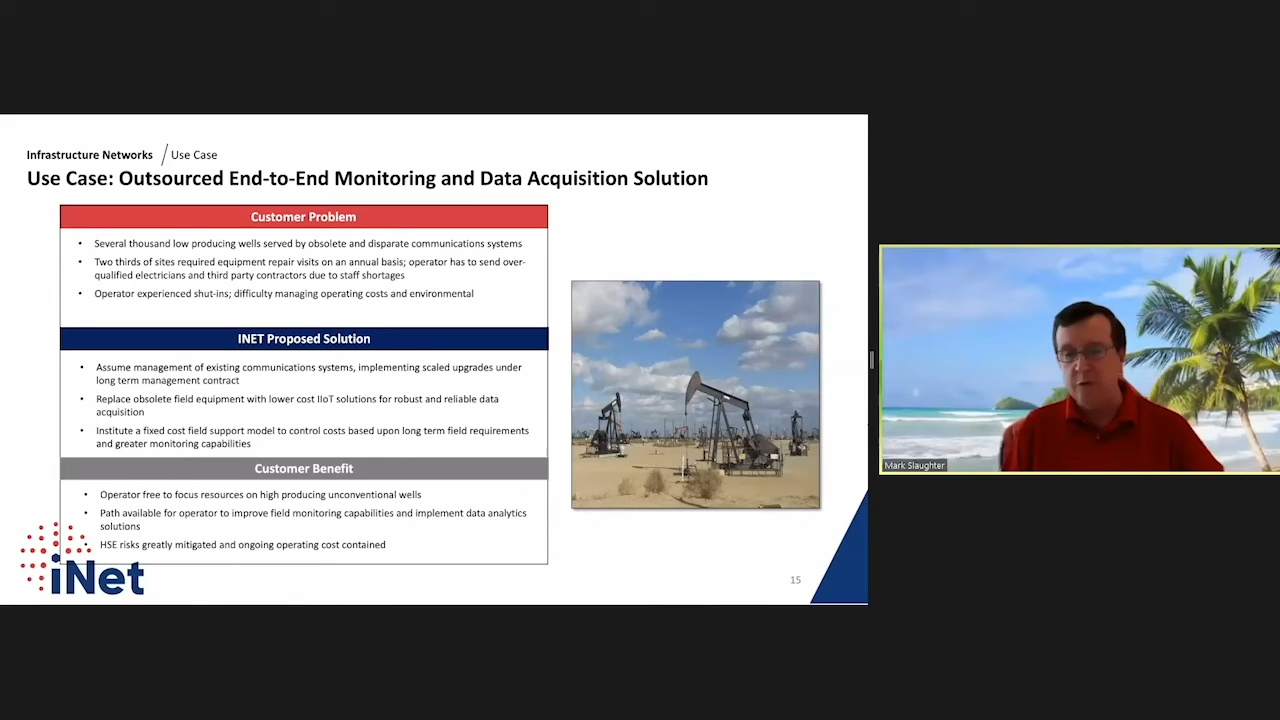 Infrastructure Networks / Use Case
Use Case: Outsourced End-to-End Monitoring and Data Acquisition Solution
Customer Problem
• Several thousand low producing wells served by obsolete and disparate communications systems
• Two thirds of sites required equipment repair visits on an annual basis; operator has to send over-
qualified electricians and third party contractors due to staff shortages
• Operator experienced shut-ins; difficulty managing operating costs and environmental
INET Proposed Solution
• Assume management of existing communications systems, implementing scaled upgrades under
long term management contract
• Replace obsolete field equipment with lower cost IIoT solutions for robust and reliable data
acquisition
• Institute a fixed cost field support model to control costs based upon long term field requirements
and greater monitoring capabilities
Customer Benefit
• Operator free to focus resources on high producing unconventional wells
• Path available for operator to improve field monitoring capabilities and implement data analytics
solutions
• HSE risks greatly mitigated and ongoing operating cost contained
iNet
15
Mark Slaughter